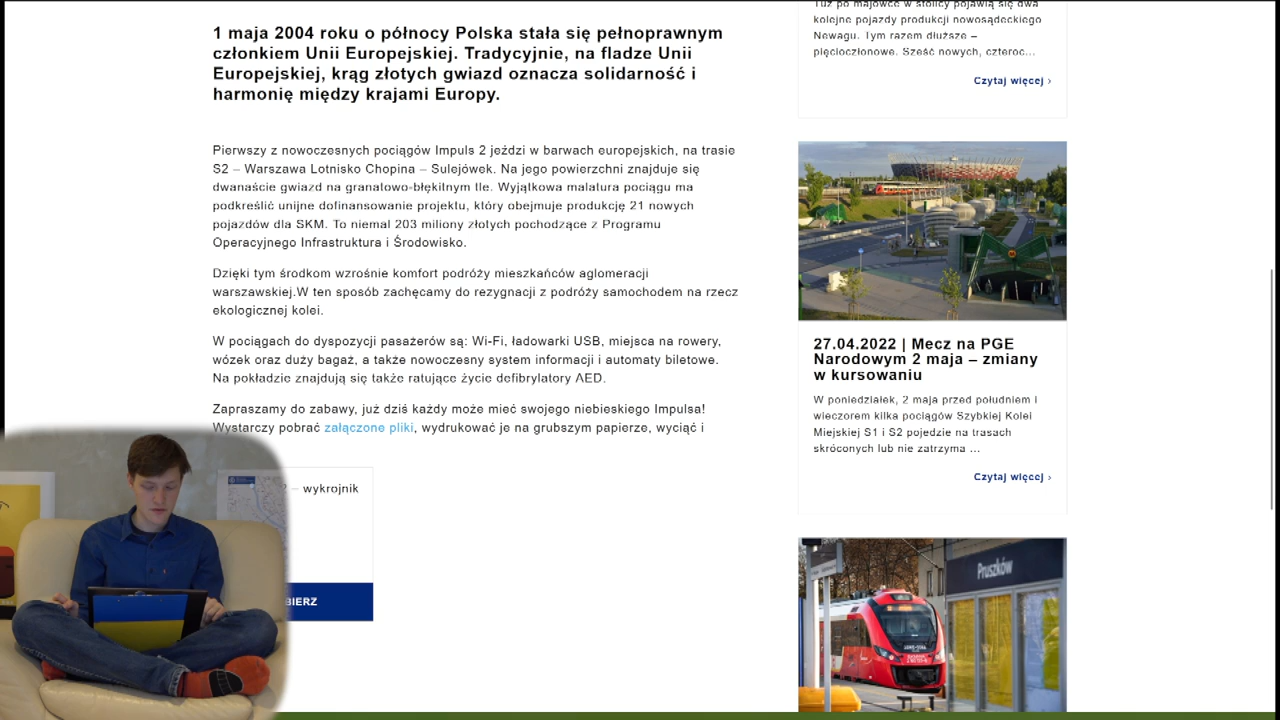 1 maja 2004 roku o północy Polska stała się pełnoprawnym
członkiem Unii Europejskiej. Tradycyjnie, na fladze Unii
Europejskiej, krąg złotych gwiazd oznacza solidarność i
harmonię między krajami Europy.
Pierwszy z nowoczesnych pociągów Impuls 2 jeździ w barwach europejskich, na trasie
S2 – Warszawa Lotnisko Chopina – Sulejówek. Na jego powierzchni znajduje się
dwanaście gwiazd na granatowo-błękitnym tle. Wyjątkowa malatura pociągu ma
podkreślić unijne dofinansowanie projektu, który obejmuje produkcję 21 nowych
pojazdów dla SKM. To niemal 203 miliony złotych pochodzące z Programu
Operacyjnego Infrastruktura i Środowisko.
Dzięki tym środkom wzrośnie komfort podróży mieszkańców aglomeracji
warszawskiej.W ten sposób zachęcamy do rezygnacji z podróży samochodem na rzecz
ekologicznej kolei.
W pociągach do dyspozycji pasażerów są: Wi-Fi, ładowarki USB, miejsca na rowery,
wózek oraz duży bagaż, a także nowoczesny system informacji i automaty biletowe.
Na pokładzie znajdują się także ratujące życie defibrylatory AED.
Zapraszamy do zabawy, już dziś każdy może mieć swojego niebieskiego Impulsa!
Wystarczy pobrać załączone pliki, wydrukować je na grubszym papierze, wyciąć i
2 – wykrojnik
BIERZ
Tuż po majówce w stolicy pojawią się dwa
kolejne pojazdy produkcji nowosądeckiego
Newagu. Tym razem dłuższe –
pięcioczłonowe. Sześć nowych, czteroc...
Czytaj więcej ›
27.04.2022 | Mecz na PGE
Narodowym 2 maja – zmiany
w kursowaniu
W poniedziałek, 2 maja przed południem i
wieczorem kilka pociągów Szybkiej Kolei
Miejskiej S1 i S2 pojedzie na trasach
skróconych lub nie zatrzyma ...
Czytaj więcej ›
Pruszków